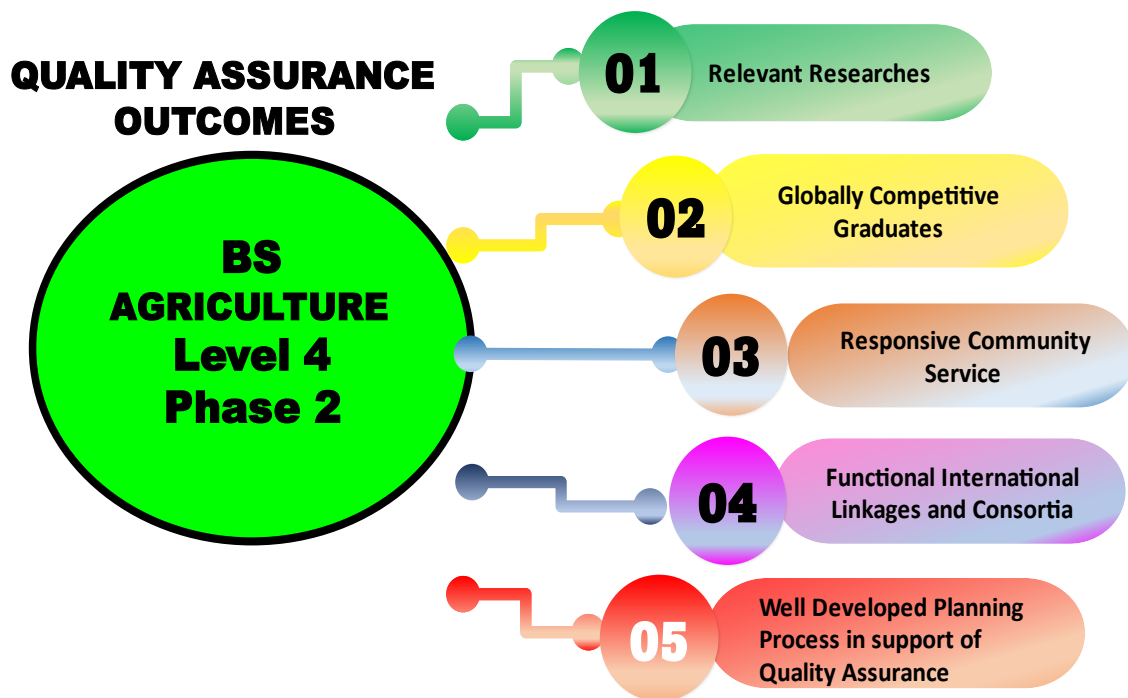 QUALITY ASSURANCE
OUTCOMES
BS
AGRICULTURE
Level 4
Phase 2
01
Relevant Researches
02
Globally Competitive
Graduates
03
Responsive Community
Service
04
Functional International
Linkages and Consortia
05
Well Developed Planning
Process in support of
Quality Assurance